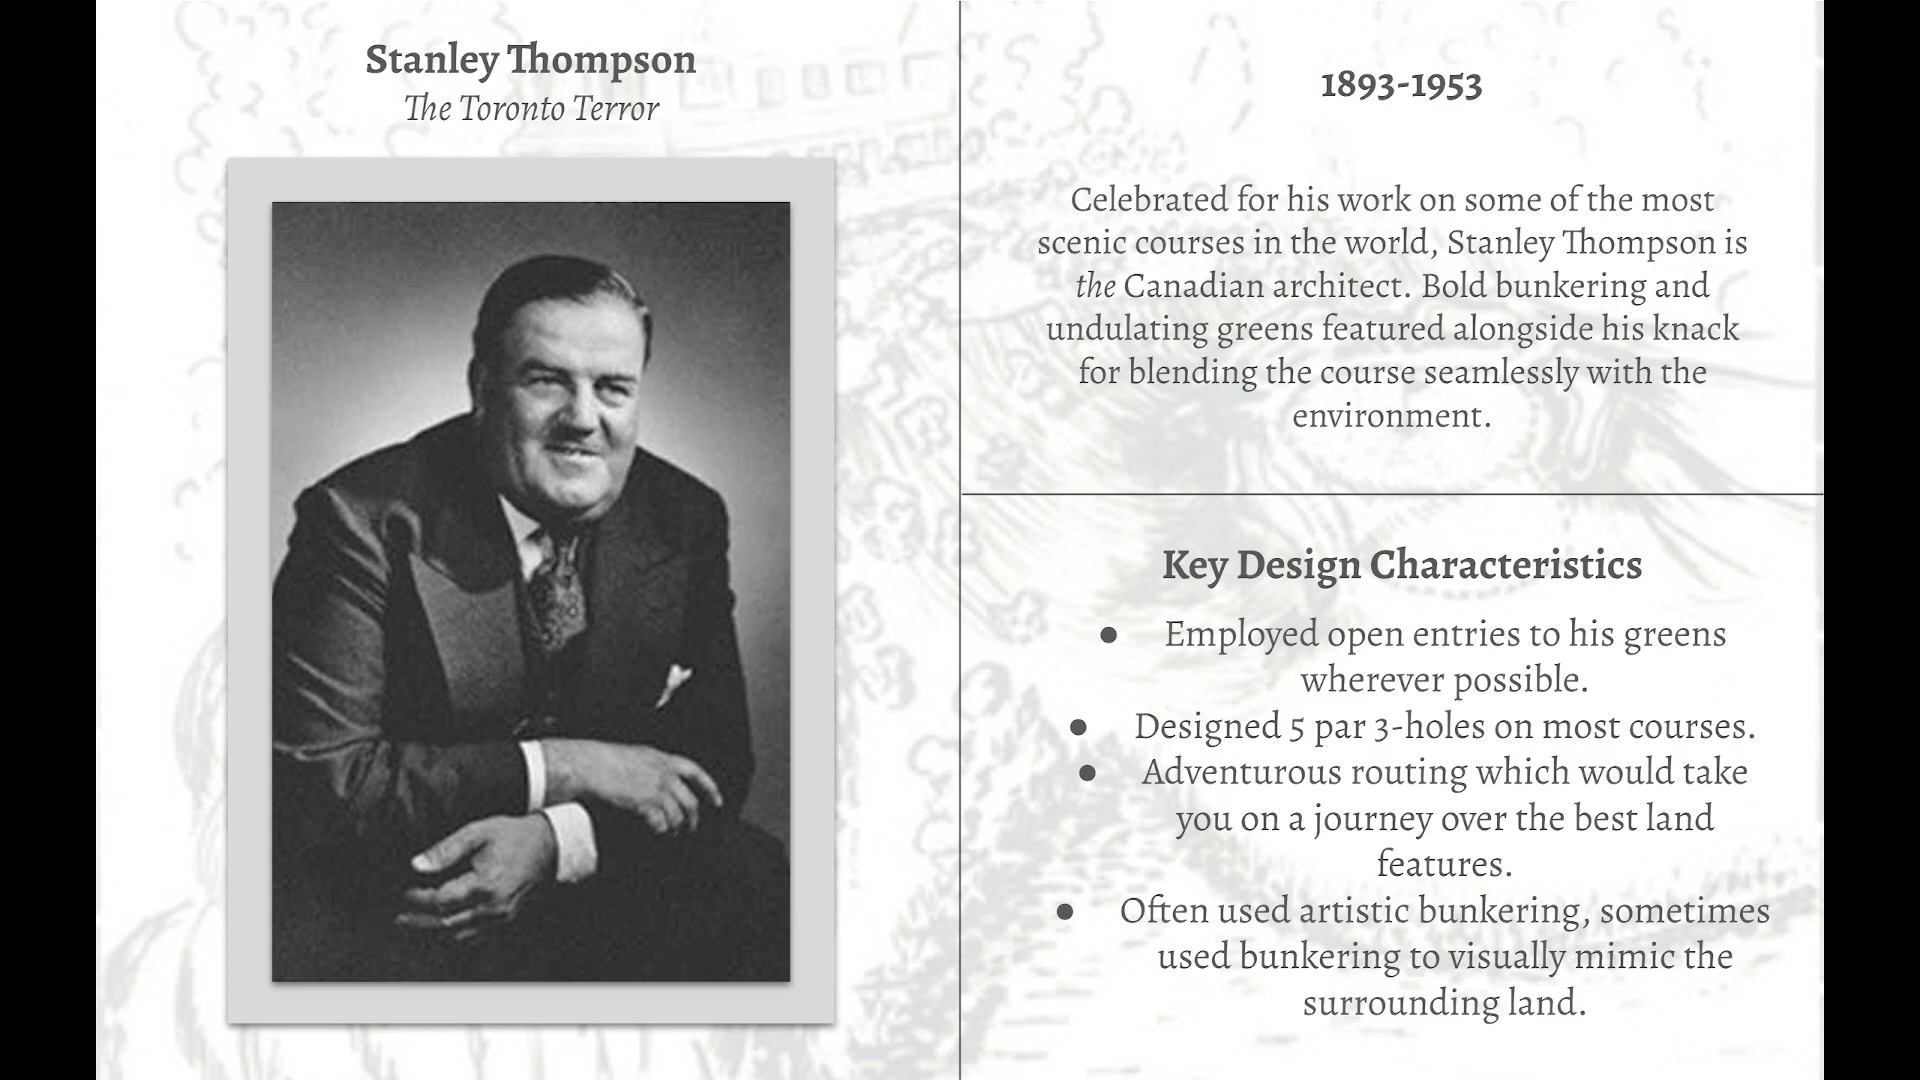 Stanley Thompson
The Toronto Terror
1893-1953
Celebrated for his work on some of the most
scenic courses in the world, Stanley Thompson is
the Canadian architect. Bold bunkering and
undulating greens featured alongside his knack
for blending the course seamlessly with the
environment.
Key Design Characteristics
● Employed open entries to his greens
wherever possible.
● Designed 5 par 3-holes on most courses.
● Adventurous routing which would take
you on a journey over the best land
features.
● Often used artistic bunkering, sometimes
used bunkering to visually mimic the
surrounding land.